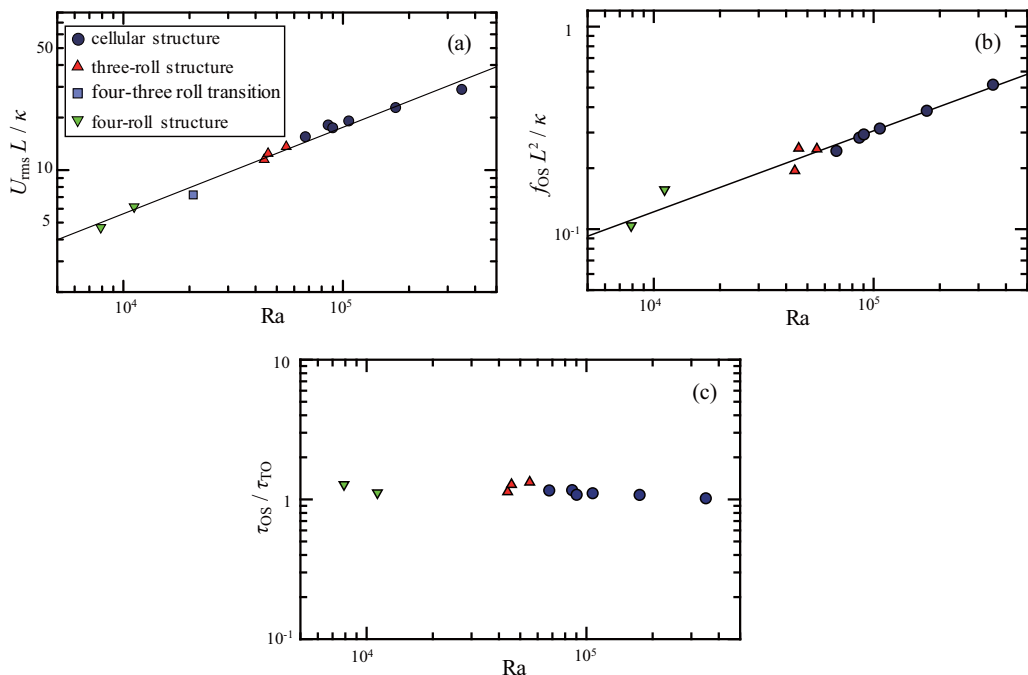 (a)
cellular structure
three-roll structure
four-three roll transition
four-roll structure
50
10
5
U_rms L / κ
10^4
10^5
Ra
(b)
1
10^-1
f_OS L^2 / κ
10^4
10^5
Ra
(c)
10
1
10^-1
τ_OS / τ_TO
10^4
10^5
Ra